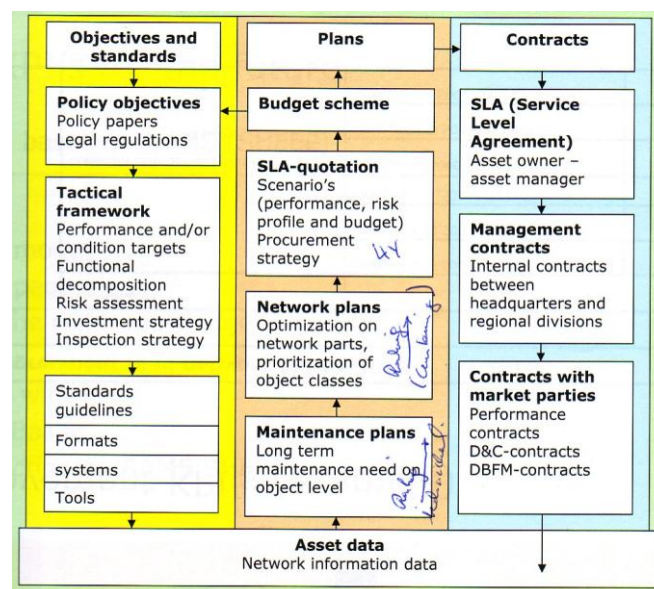 Objectives and
standards
Policy objectives
Policy papers
Legal regulations
Tactical
framework
Performance and/or
condition targets
Functional
decomposition
Risk assessment
Investment strategy
Inspection strategy
Standards
guidelines
Formats
systems
Tools
Plans
Budget scheme
SLA-quotation
Scenario's
(performance, risk
profile and budget)
Procurement
strategy
4x
Network plans
Optimization on
network parts,
prioritization of
object classes
Maintenance plans
Long term
maintenance need op
object level
Contracts
SLA (Service
Level
Agreement)
Asset owner –
asset manager
Management
contracts
Internal contracts
between
headquarters and
regional divisions
Contracts with
market parties
Performance
contracts
D&C-contracts
DBFM-contracts
Asset data
Network information data